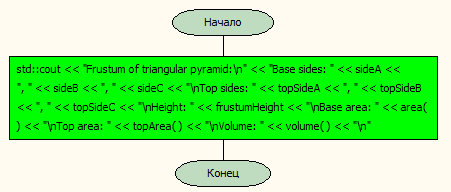 Начало
std::cout << "Frustum of triangular pyramid:\n" << "Base sides: " << sideA <<
", " << sideB << ", " << sideC << "\nTop sides: " << topSideA << ", " << topSideB
<< ", " << topSideC << "\nHeight: " << frustumHeight << "\nBase area: " << area(
) << "\nTop area: " << topArea( ) << "\nVolume: " << volume( ) << "\n"
Конец